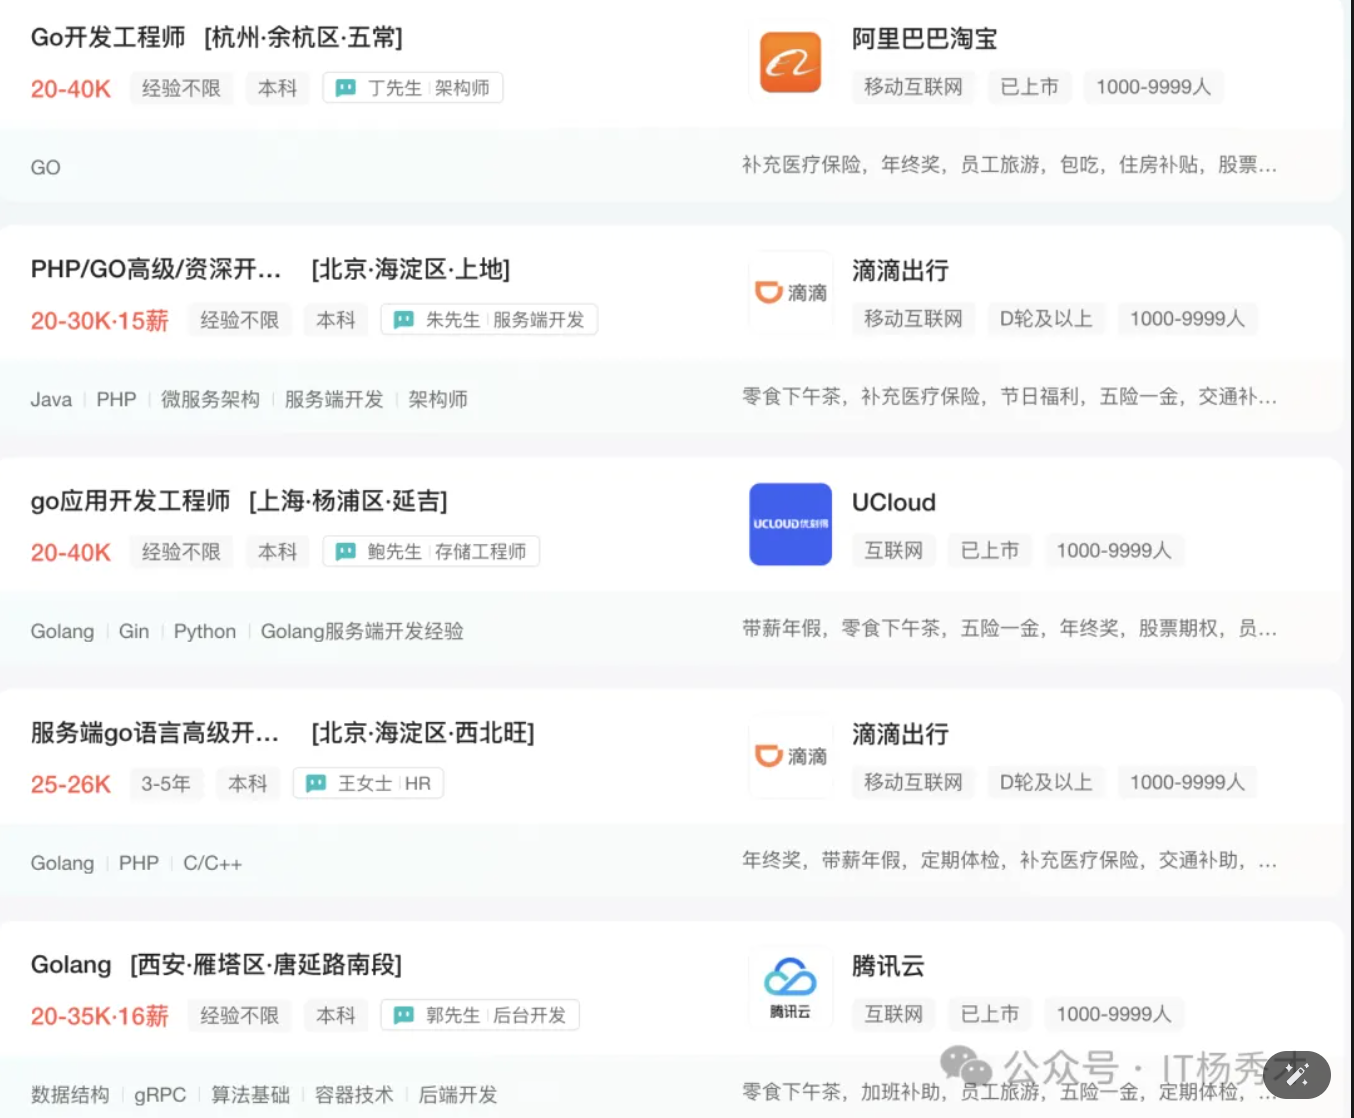 Go开发工程师 [杭州·余杭区·五常]
阿里巴巴淘宝
20-40K 经验不限 本科 丁先生 架构师
移动互联网 已上市 1000-9999人
GO
补充医疗保险，年终奖，员工旅游，包吃，住房补贴，股票...
PHP/GO高级/资深开... [北京·海淀区·上地]
滴滴
滴滴出行
20-30K·15薪 经验不限 本科 朱先生 服务端开发
移动互联网 D轮及以上 1000-9999人
Java PHP 微服务架构 服务端开发 架构师
零食下午茶，补充医疗保险，节日福利，五险一金，交通补...
go应用开发工程师 [上海·杨浦区·延吉]
UCLOUD优刻得
UCloud
20-40K 经验不限 本科 鲍先生 存储工程师
互联网 已上市 1000-9999人
Golang Gin Python Golang服务端开发经验
带薪年假，零食下午茶，五险一金，年终奖，股票期权，员...
服务端go语言高级开... [北京·海淀区·西北旺]
滴滴
滴滴出行
25-26K 3-5年 本科 王女士 HR
移动互联网 D轮及以上 1000-9999人
Golang PHP C/C++
年终奖，带薪年假，定期体检，补充医疗保险，交通补助，...
Golang [西安·雁塔区·唐延路南段]
腾讯云
腾讯云
20-35K·16薪 经验不限 本科 郭先生 后台开发
互联网 已上市 1000-9999人
公众号 · IT杨秀
数据结构 gRPC 算法基础 容器技术 后端开发
零食下午茶，加班补助，员工旅游，五险一金，定期体检，...